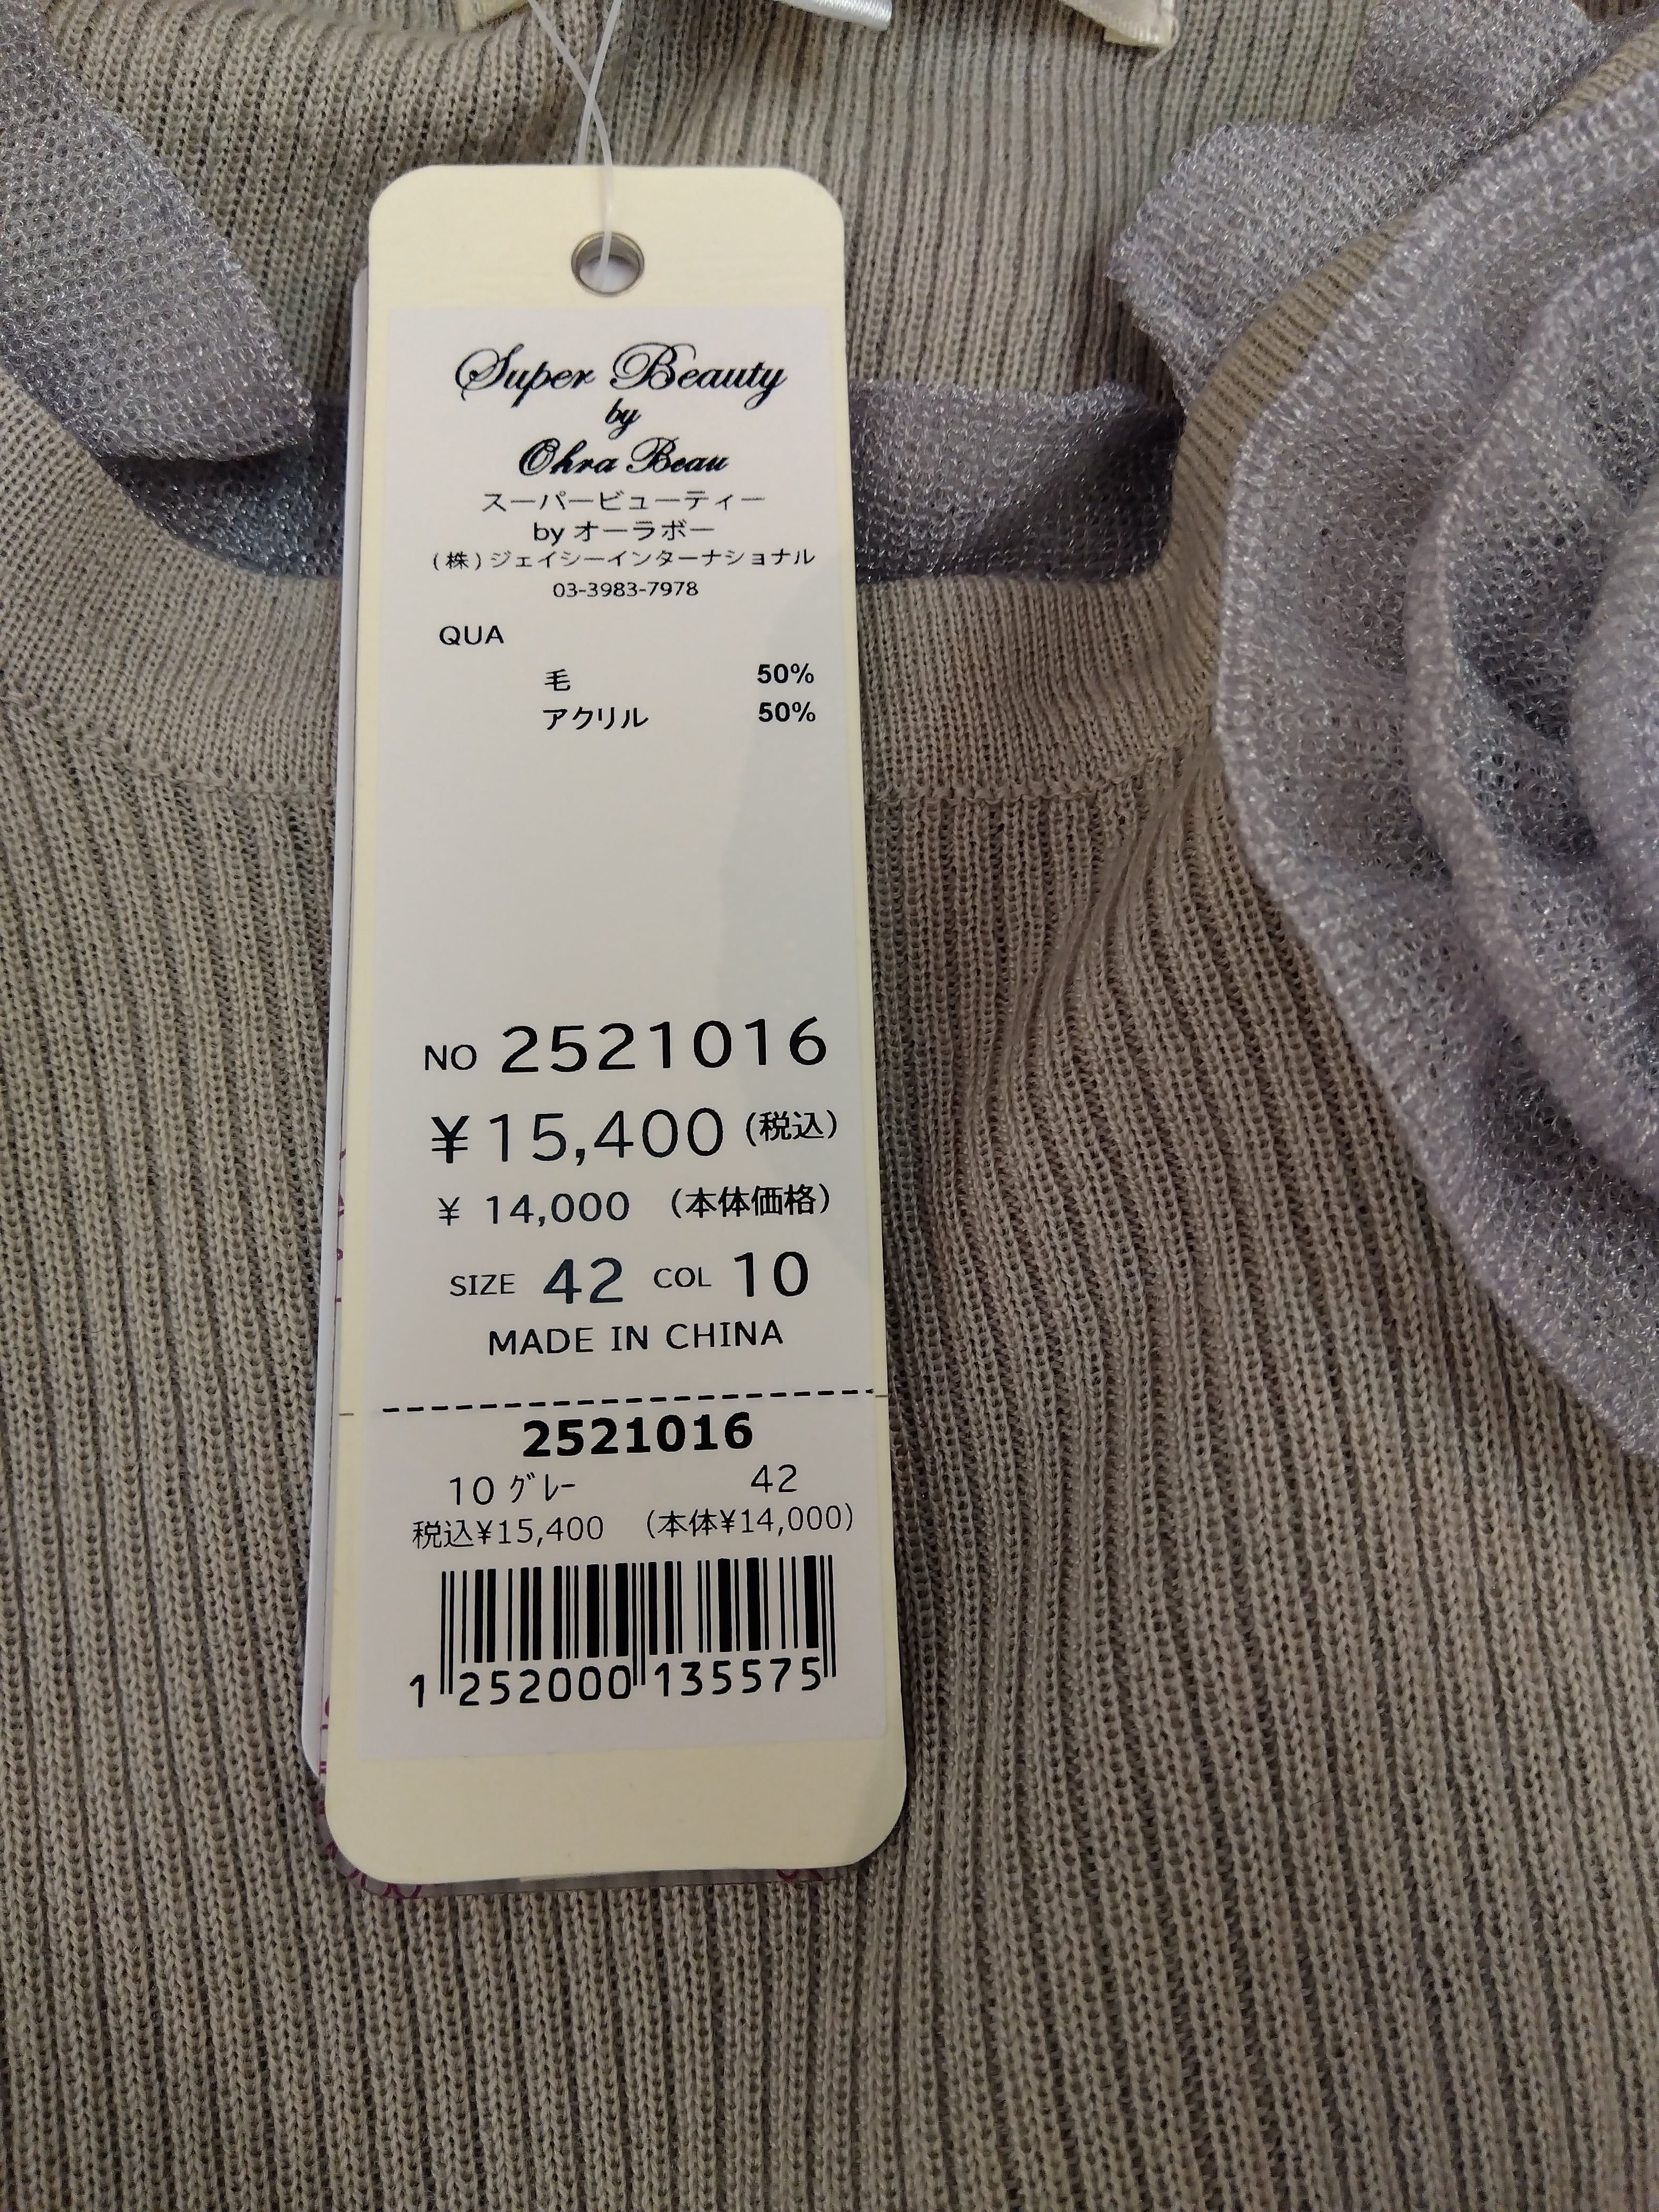 Super Beauty
by
Ohra Beau
スーパービューティー
by オーラボー
(株)ジェイシーインターナショナル
03-3983-7978
QUA
毛 50%
アクリル 50%
NO 2521016
¥15,400 (税込)
¥ 14,000 (本体価格)
SIZE 42 COL 10
MADE IN CHINA
2521016
10 ｸﾞﾚｰ 42
税込¥15,400 (本体¥14,000)
1 252000 135575